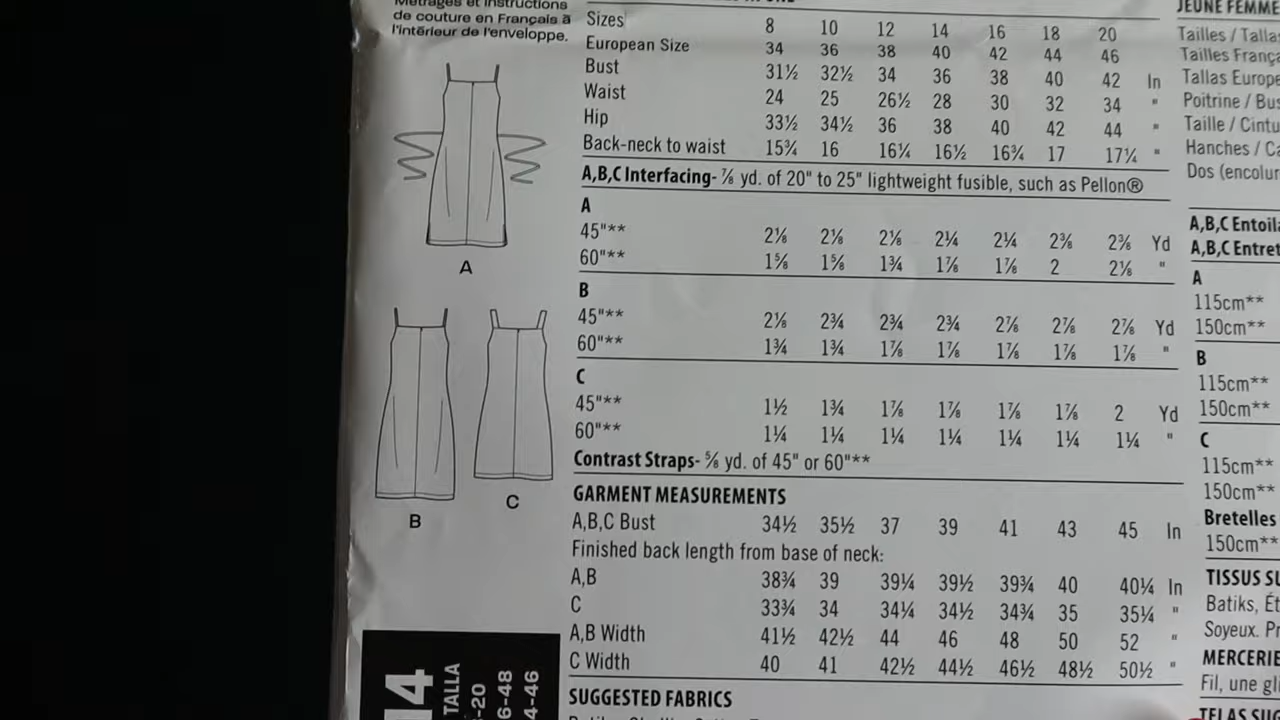 Métrages et instructions
de couture en Français à
l'intérieur de l'enveloppe.
A
B
C
14
TALLA
Sizes 8 10 12 14 16 18 20
European Size 34 36 38 40 42 44 46
Bust 31½ 32½ 34 36 38 40 42 In
Waist 24 25 26½ 28 30 32 34 "
Hip 33½ 34½ 36 38 40 42 44 "
Back-neck to waist 15¾ 16 16¼ 16½ 16¾ 17 17¼ "
A,B,C Interfacing- ⅞ yd. of 20" to 25" lightweight fusible, such as Pellon®
A
45"** 2⅛ 2⅛ 2⅛ 2¼ 2¼ 2⅜ 2⅜ Yd
60"** 1⅝ 1⅝ 1¾ 1⅞ 1⅞ 2 2⅛ "
B
45"** 2⅛ 2¾ 2¾ 2¾ 2⅞ 2⅞ 2⅞ Yd
60"** 1¾ 1¾ 1⅞ 1⅞ 1⅞ 1⅞ 1⅞ "
C
45"** 1½ 1¾ 1⅞ 1⅞ 1⅞ 1⅞ 2 Yd
60"** 1¼ 1¼ 1¼ 1¼ 1¼ 1¼ 1¼ "
Contrast Straps- ⅝ yd. of 45" or 60"**
GARMENT MEASUREMENTS
A,B,C Bust 34½ 35½ 37 39 41 43 45 In
Finished back length from base of neck:
A,B 38¾ 39 39¼ 39½ 39¾ 40 40¼ In
C 33¾ 34 34¼ 34½ 34¾ 35 35¼ "
A,B Width 41½ 42½ 44 46 48 50 52 "
C Width 40 41 42½ 44½ 46½ 48½ 50½ "
SUGGESTED FABRICS
JEUNE FEMME
Tailles / Tallas
Tailles França
Tallas Europe
Poitrine / Bus
Taille / Cintu
Hanches / Ca
Dos (encolur
A,B,C Entoila
A,B,C Entret
A
115cm**
150cm**
B
115cm**
150cm**
C
115cm**
150cm**
Bretelles
150cm**
TISSUS SU
Batiks, Ét
Soyeux. Pr
MERCERIE
Fil, une gli
TELAS SUG